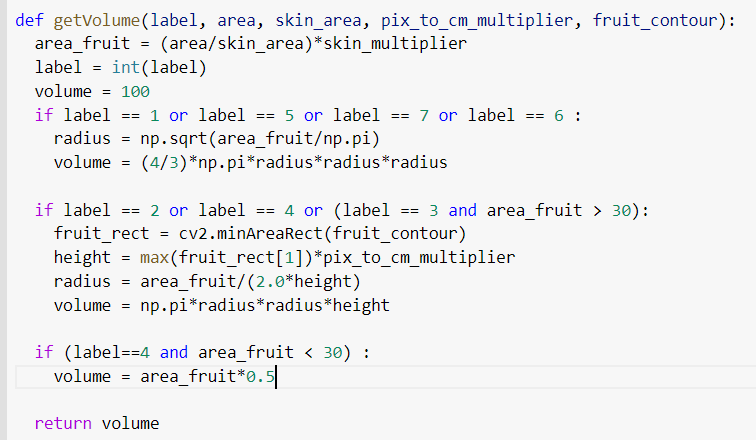 def getVolume(label, area, skin_area, pix_to_cm_multiplier, fruit_contour):
  area_fruit = (area/skin_area)*skin_multiplier
  label = int(label)
  volume = 100
  if label == 1 or label == 5 or label == 7 or label == 6 :
    radius = np.sqrt(area_fruit/np.pi)
    volume = (4/3)*np.pi*radius*radius*radius

  if label == 2 or label == 4 or (label == 3 and area_fruit > 30):
    fruit_rect = cv2.minAreaRect(fruit_contour)
    height = max(fruit_rect[1])*pix_to_cm_multiplier
    radius = area_fruit/(2.0*height)
    volume = np.pi*radius*radius*height

  if (label==4 and area_fruit < 30) :
    volume = area_fruit*0.5

  return volume